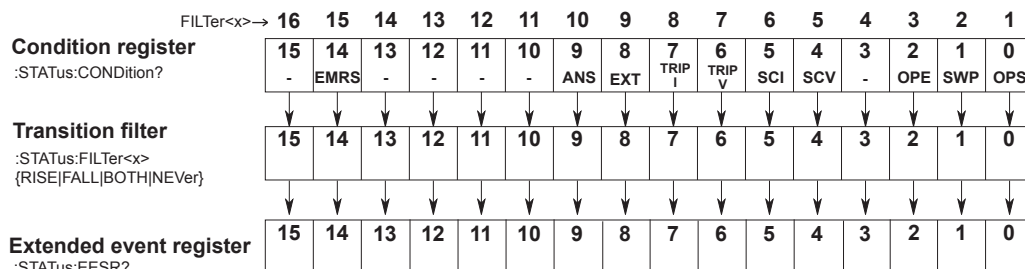 FILTer<x>→ 16 15 14 13 12 11 10 9 8 7 6 5 4 3 2 1
Condition register
:STATus:CONDition?
15 14 13 12 11 10 9 8 7 6 5 4 3 2 1 0
- EMRS - - - - ANS EXT TRIP I TRIP V SCI SCV - OPE SWP OPS
Transition filter
:STATus:FILTer<x>
{RISE|FALL|BOTH|NEVer}
15 14 13 12 11 10 9 8 7 6 5 4 3 2 1 0
Extended event register
:STATus:EESR?
15 14 13 12 11 10 9 8 7 6 5 4 3 2 1 0